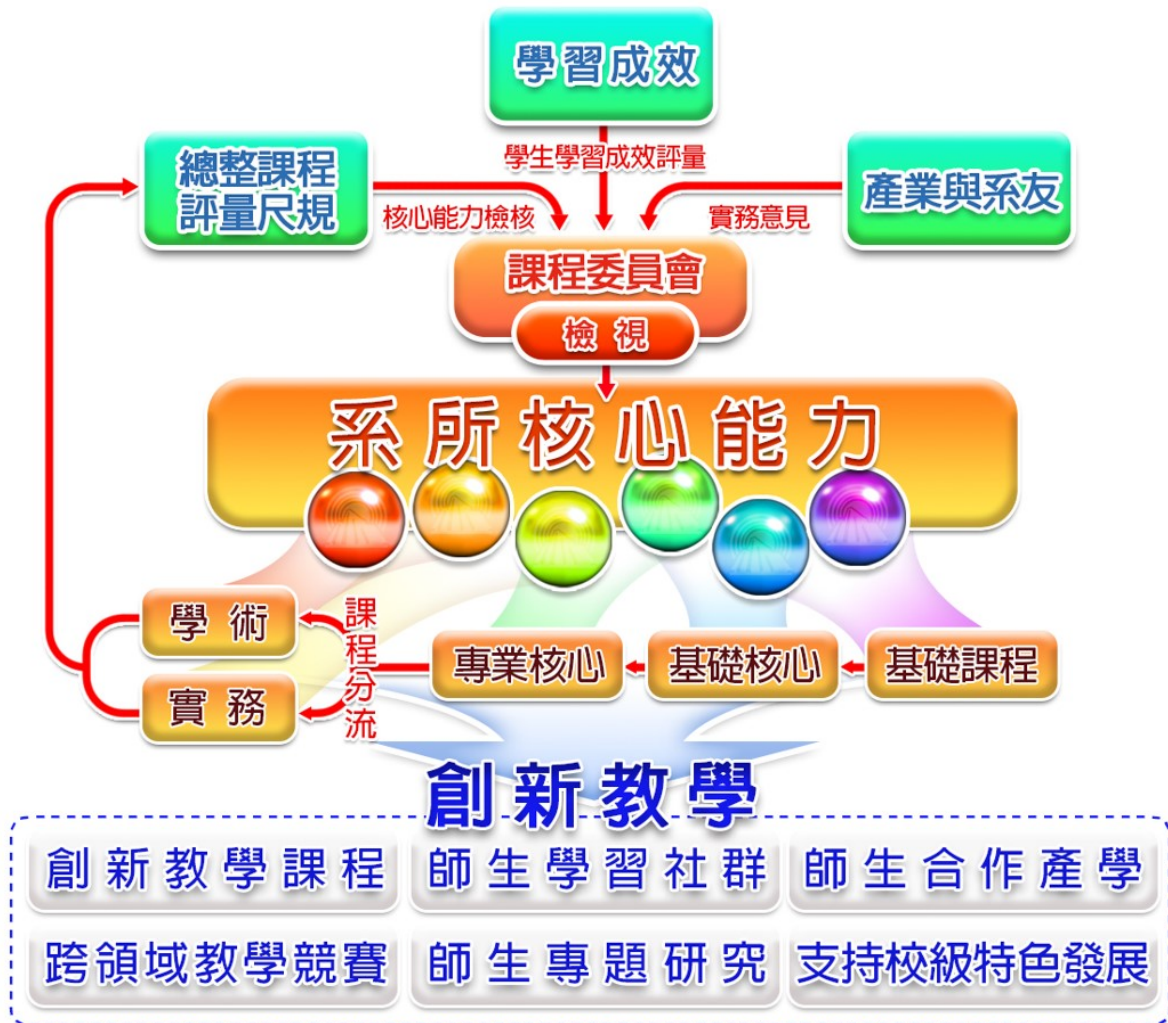 學習成效
學生學習成效評量
總整課程
評量尺規
產業與系友
核心能力檢核
實務意見
課程委員會
檢視
系所核心能力
學術
實務
課程分流
專業核心
基礎核心
基礎課程
創新教學
創新教學課程
師生學習社群
師生合作產學
跨領域教學競賽
師生專題研究
支持校級特色發展